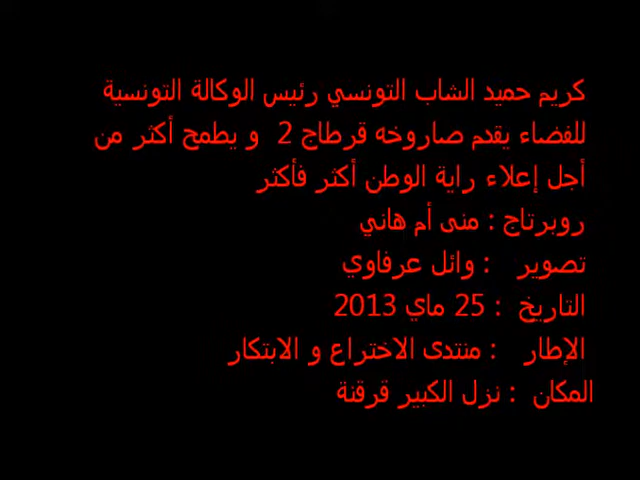 كريم حميد الشاب التونسي رئيس الوكالة التونسية
للفضاء يقدم صاروخه قرطاج 2 و يطمح أكثر من
أجل إعلاء راية الوطن أكثر فأكثر
روبرتاج : منى أم هاني
تصوير : وائل عرفاوي
التاريخ : 25 ماي 2013
الإطار : منتدى الاختراع و الابتكار
المكان : نزل الكبير قرقنة